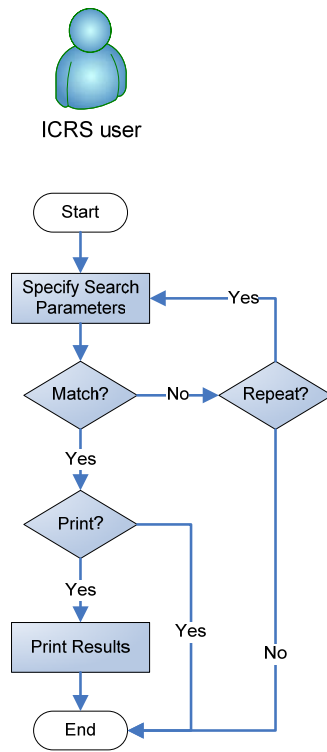 ICRS user
Start
Specify Search
Parameters
Yes
Match?
No
Repeat?
Yes
Print?
Yes
Yes
Print Results
No
End